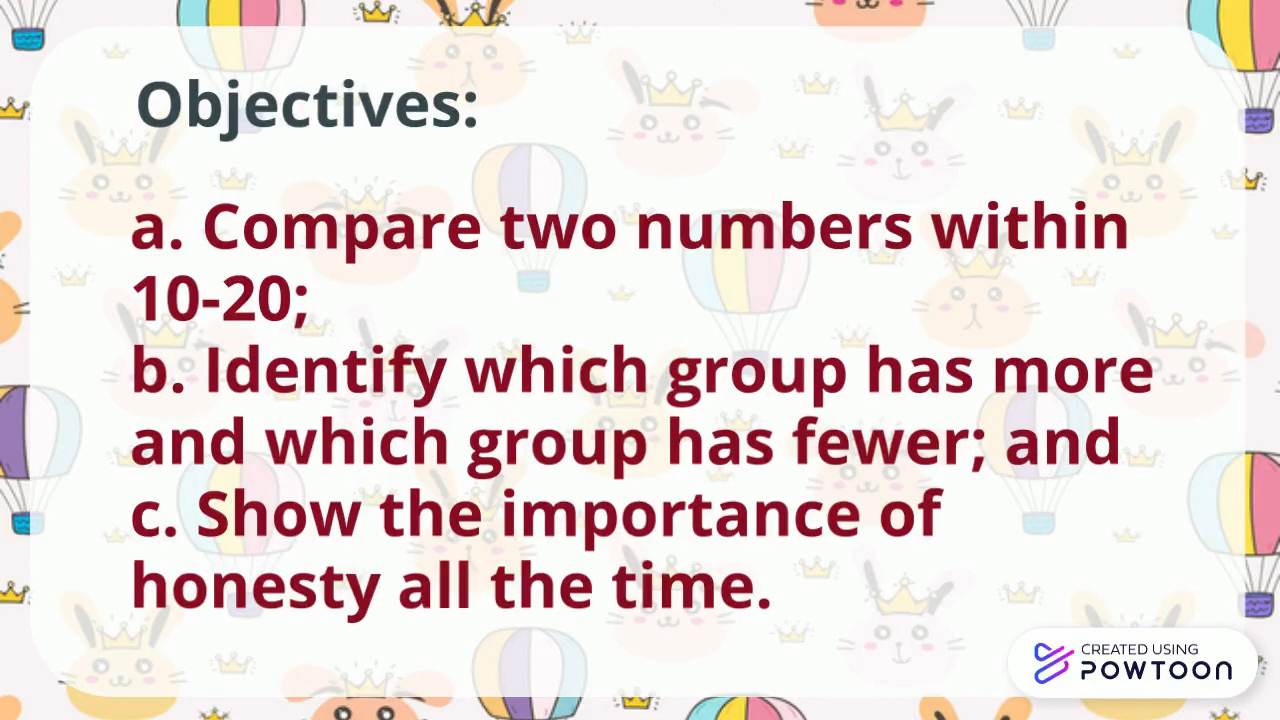 Objectives:
a. Compare two numbers within
10-20;
b. Identify which group has more
and which group has fewer; and
c. Show the importance of
honesty all the time.
CREATED USING
POWTOON